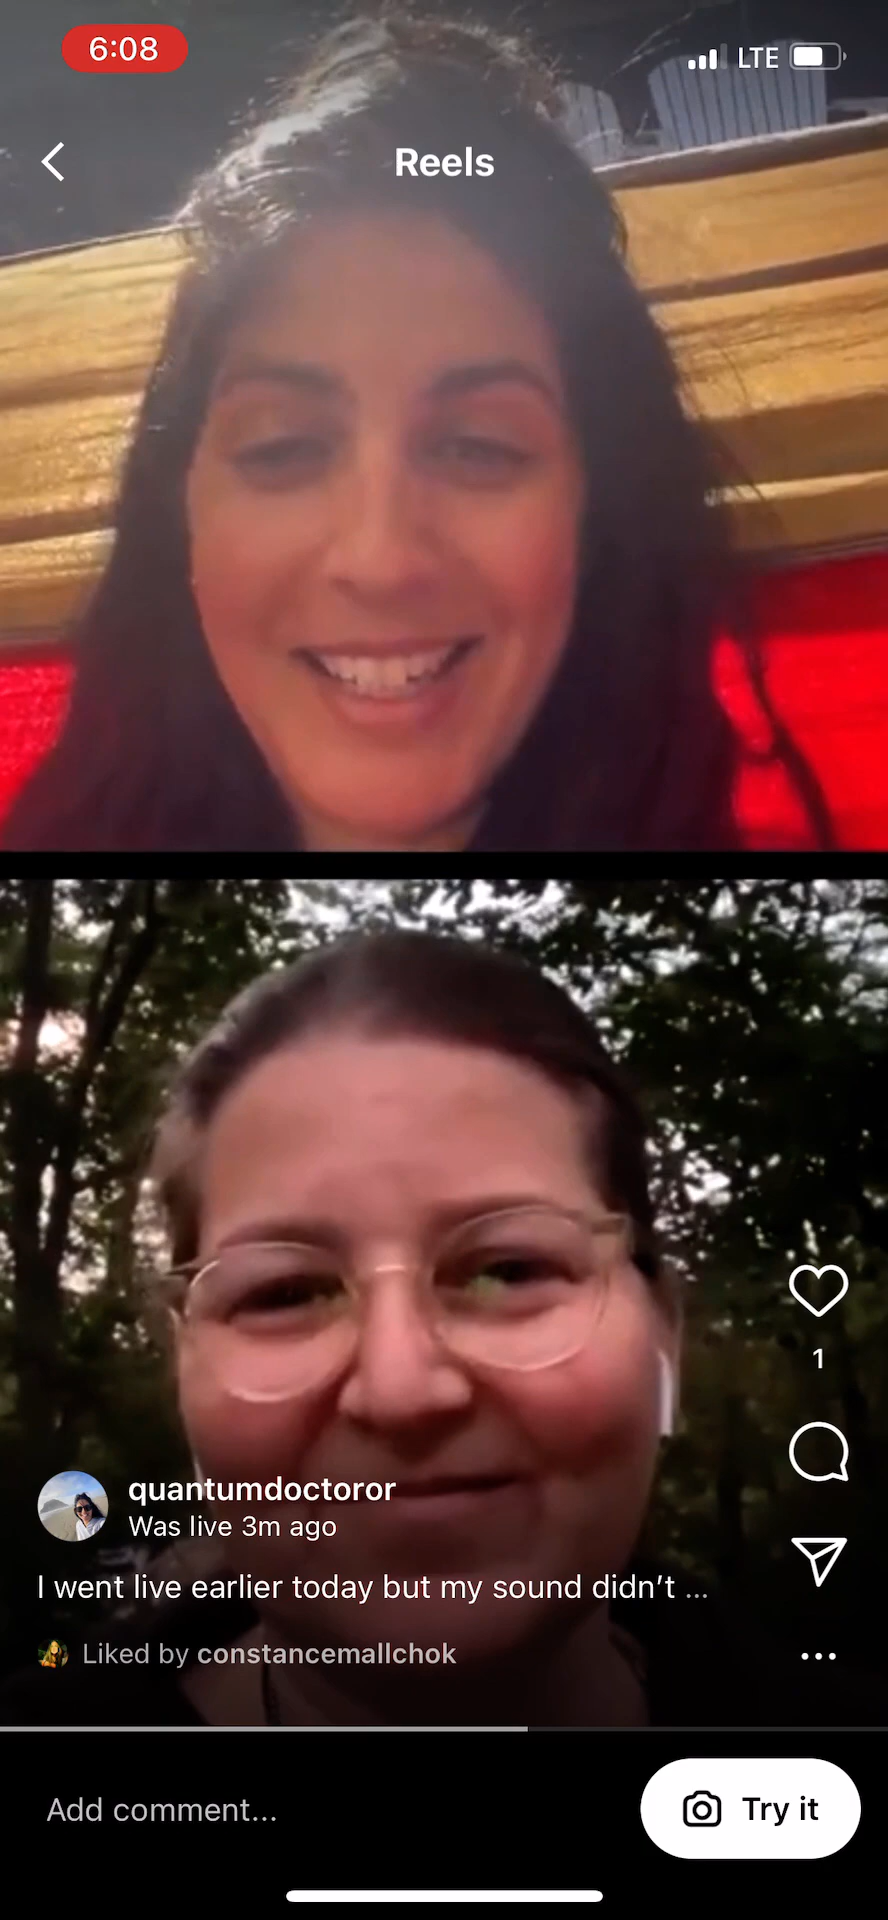 6:08
LTE
Reels
1
quantumdoctoror
Was live 3m ago
I went live earlier today but my sound didn’t ...
Liked by constancemallchok
Add comment...
Try it